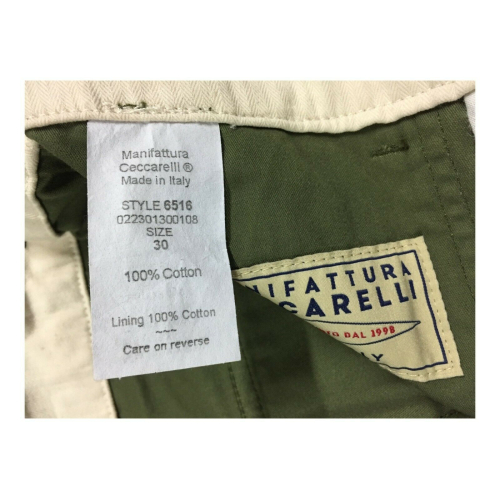 Manifattura
Ceccarelli®
Made in Italy
STYLE 6516
022301300108
SIZE
30
100% Cotton
Lining 100% Cotton
~~~
Care on reverse
NIFATTURA
CARELLI
DAL 1998